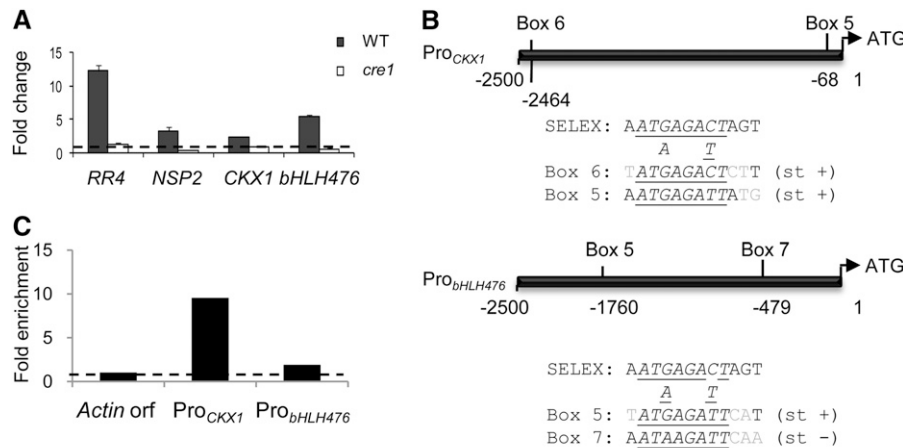 A
WT
cre1
Fold change
15
10
5
0
RR4 NSP2 CKX1 bHLH476
B
Box 6 Box 5
ATG
ProCKX1
-2500 -68 1
-2464
SELEX: AATGAGACTAGT
A T
Box 6: TATGAGACTCTT (st +)
Box 5: AATGAGATTATG (st +)
Box 5 Box 7
ATG
ProbHLH476
-2500 -1760 -479 1
SELEX: AATGAGACTAGT
A T
Box 5: TATGAGATTCAT (st +)
Box 7: AATAAGATTCAA (st -)
C
Fold enrichment
15
10
5
0
Actin orf ProCKX1 ProbHLH476